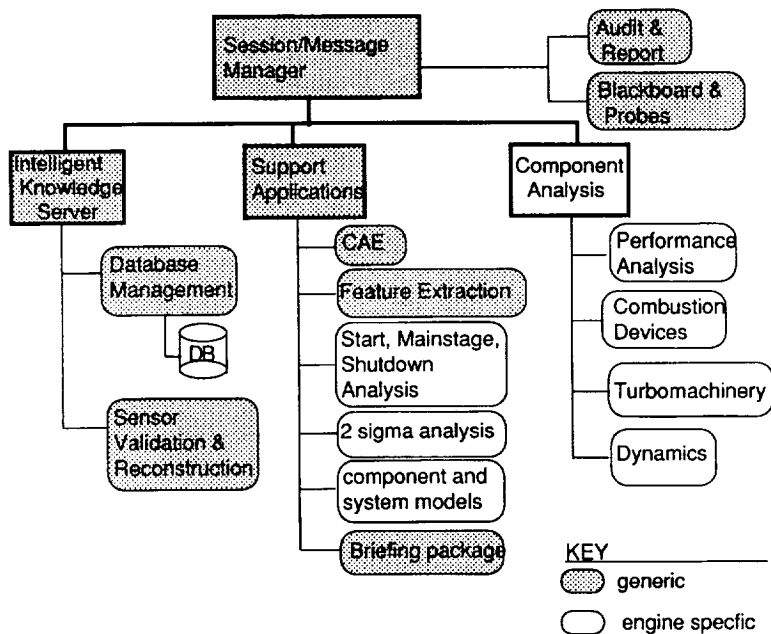 Session/Message
Manager
Audit &
Report
Blackboard &
Probes
Intelligent
Knowledge
Server
Support
Applications
Component
Analysis
Database
Management
DB
Sensor
Validation &
Reconstruction
CAE
Feature Extraction
Start, Mainstage,
Shutdown
Analysis
2 sigma analysis
component and
system models
Briefing package
Performance
Analysis
Combustion
Devices
Turbomachinery
Dynamics
KEY
generic
engine specfic